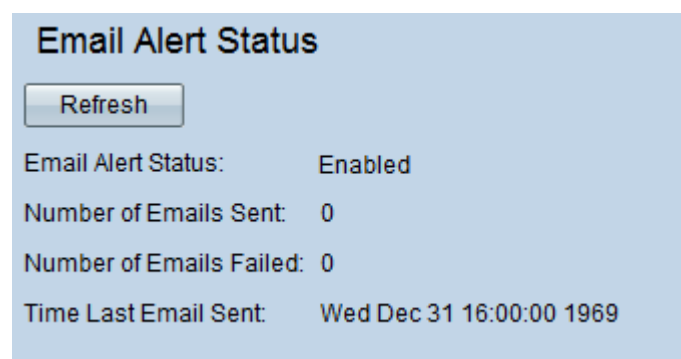 Email Alert Status
Refresh
Email Alert Status: Enabled
Number of Emails Sent: 0
Number of Emails Failed: 0
Time Last Email Sent: Wed Dec 31 16:00:00 1969